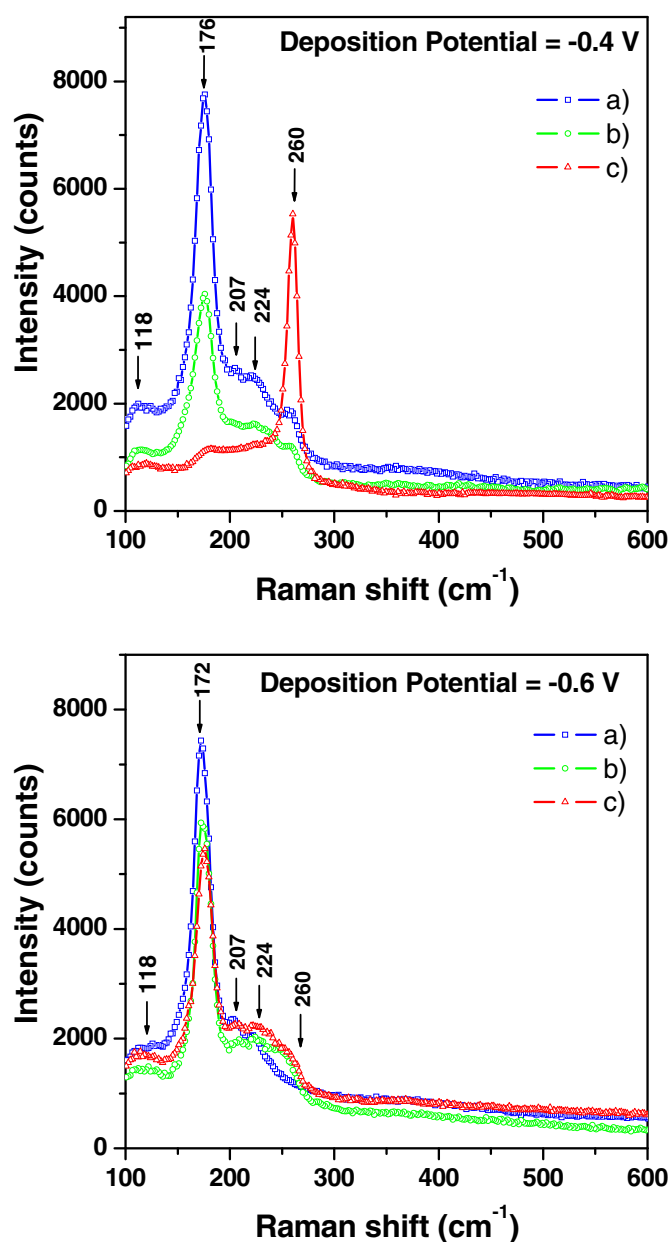 Deposition Potential = -0.4 V
176
a)
b)
c)
260
207
224
118
8000
6000
4000
2000
0
Intensity (counts)
100 200 300 400 500 600
Raman shift (cm-1)
Deposition Potential = -0.6 V
172
a)
b)
c)
207
224
260
118
8000
6000
4000
2000
0
Intensity (counts)
100 200 300 400 500 600
Raman shift (cm-1)